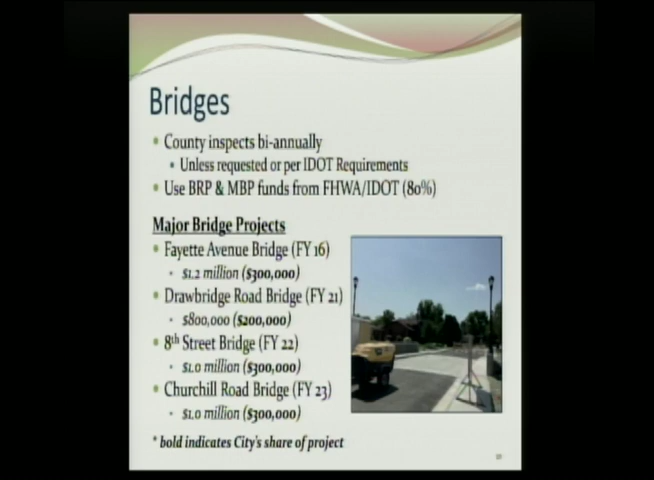 Bridges
• County inspects bi-annually
• Unless requested or per IDOT Requirements
• Use BRP & MBP funds from FHWA/IDOT (80%)
Major Bridge Projects
• Fayette Avenue Bridge (FY 16)
• $1.2 million ($300,000)
• Drawbridge Road Bridge (FY 21)
• $800,000 ($200,000)
• 8th Street Bridge (FY 22)
• $1.0 million ($300,000)
• Churchill Road Bridge (FY 23)
• $1.0 million ($300,000)
* bold indicates City's share of project